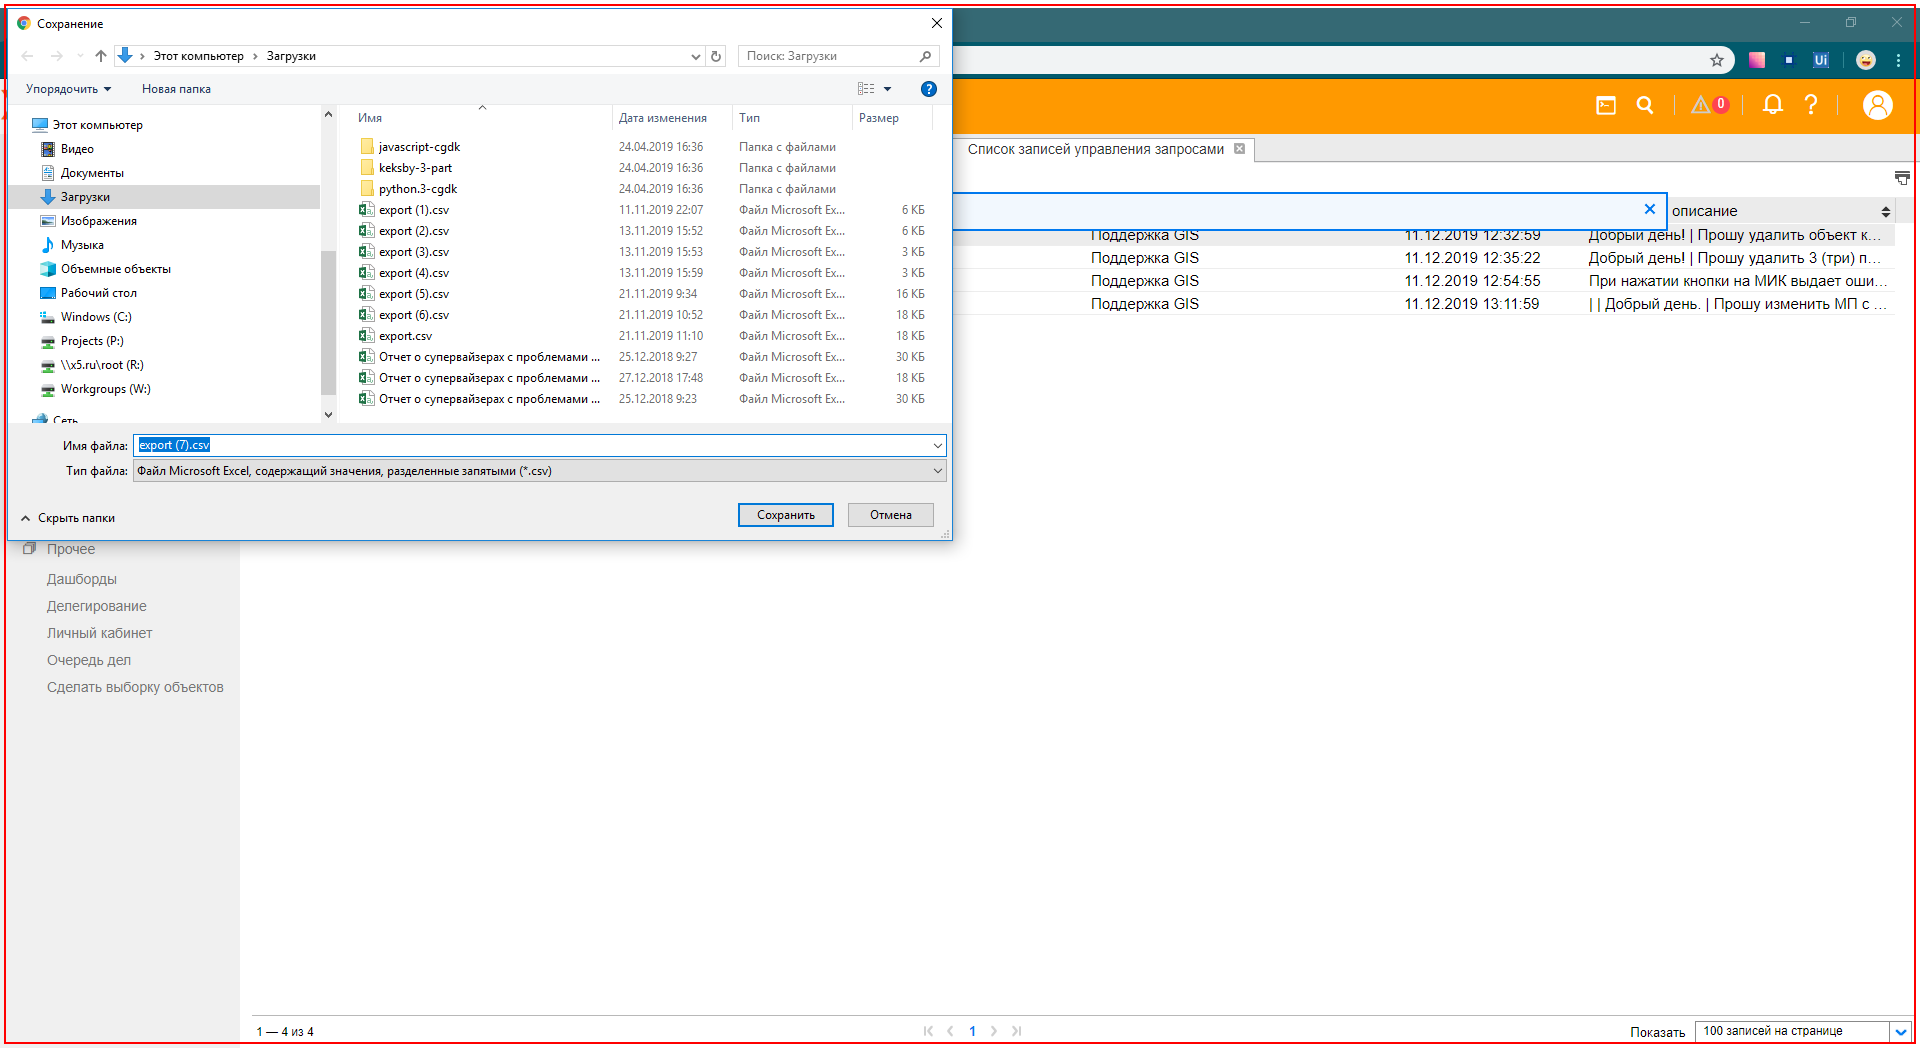 Сохранение
Этот компьютер
Загрузки
Поиск: Загрузки
Упорядочить
Новая папка
?
Ui
0
?
Список записей управления запросами
Этот компьютер
Видео
Документы
Загрузки
Изображения
Музыка
Объемные объекты
Рабочий стол
Windows (C:)
Projects (P:)
\\x5.ru\root (R:)
Workgroups (W:)
Сеть
Имя Дата изменения Тип Размер
javascript-cgdk 24.04.2019 16:36 Папка с файлами
keksby-3-part 24.04.2019 16:36 Папка с файлами
python.3-cgdk 24.04.2019 16:36 Папка с файлами
export (1).csv 11.11.2019 22:07 Файл Microsoft Ex... 6 КБ
export (2).csv 13.11.2019 15:52 Файл Microsoft Ex... 6 КБ
export (3).csv 13.11.2019 15:53 Файл Microsoft Ex... 3 КБ
export (4).csv 13.11.2019 15:59 Файл Microsoft Ex... 3 КБ
export (5).csv 21.11.2019 9:34 Файл Microsoft Ex... 16 КБ
export (6).csv 21.11.2019 10:52 Файл Microsoft Ex... 18 КБ
export.csv 21.11.2019 11:10 Файл Microsoft Ex... 18 КБ
Отчет о супервайзерах с проблемами ... 25.12.2018 9:27 Файл Microsoft Ex... 30 КБ
Отчет о супервайзерах с проблемами ... 27.12.2018 17:48 Файл Microsoft Ex... 18 КБ
Отчет о супервайзерах с проблемами ... 25.12.2018 9:23 Файл Microsoft Ex... 30 КБ
Имя файла: export (7).csv
Тип файла: Файл Microsoft Excel, содержащий значения, разделенные запятыми (*.csv)
Скрыть папки
Сохранить
Отмена
описание
Поддержка GIS 11.12.2019 12:32:59 Добрый день! | Прошу удалить объект к...
Поддержка GIS 11.12.2019 12:35:22 Добрый день! | Прошу удалить 3 (три) п...
Поддержка GIS 11.12.2019 12:54:55 При нажатии кнопки на МИК выдает оши...
Поддержка GIS 11.12.2019 13:11:59 | | Добрый день. | Прошу изменить МП с ...
Прочее
Дашборды
Делегирование
Личный кабинет
Очередь дел
Сделать выборку объектов
1 — 4 из 4
1
Показать 100 записей на странице